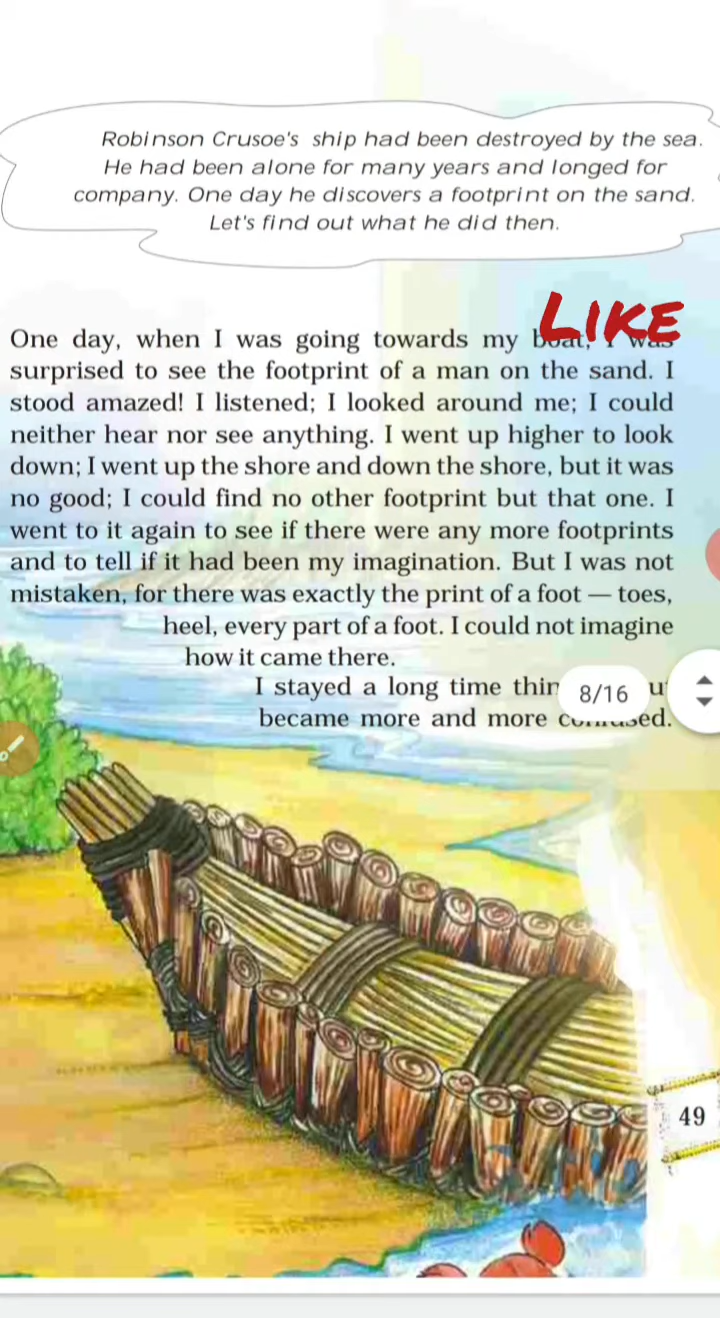 Robinson Crusoe's ship had been destroyed by the sea.
He had been alone for many years and longed for
company. One day he discovers a footprint on the sand.
Let's find out what he did then.
LIKE
One day, when I was going towards my boat, I was
surprised to see the footprint of a man on the sand. I
stood amazed! I listened; I looked around me; I could
neither hear nor see anything. I went up higher to look
down; I went up the shore and down the shore, but it was
no good; I could find no other footprint but that one. I
went to it again to see if there were any more footprints
and to tell if it had been my imagination. But I was not
mistaken, for there was exactly the print of a foot — toes,
heel, every part of a foot. I could not imagine
how it came there.
I stayed a long time
8/16
became more and more confused.
49